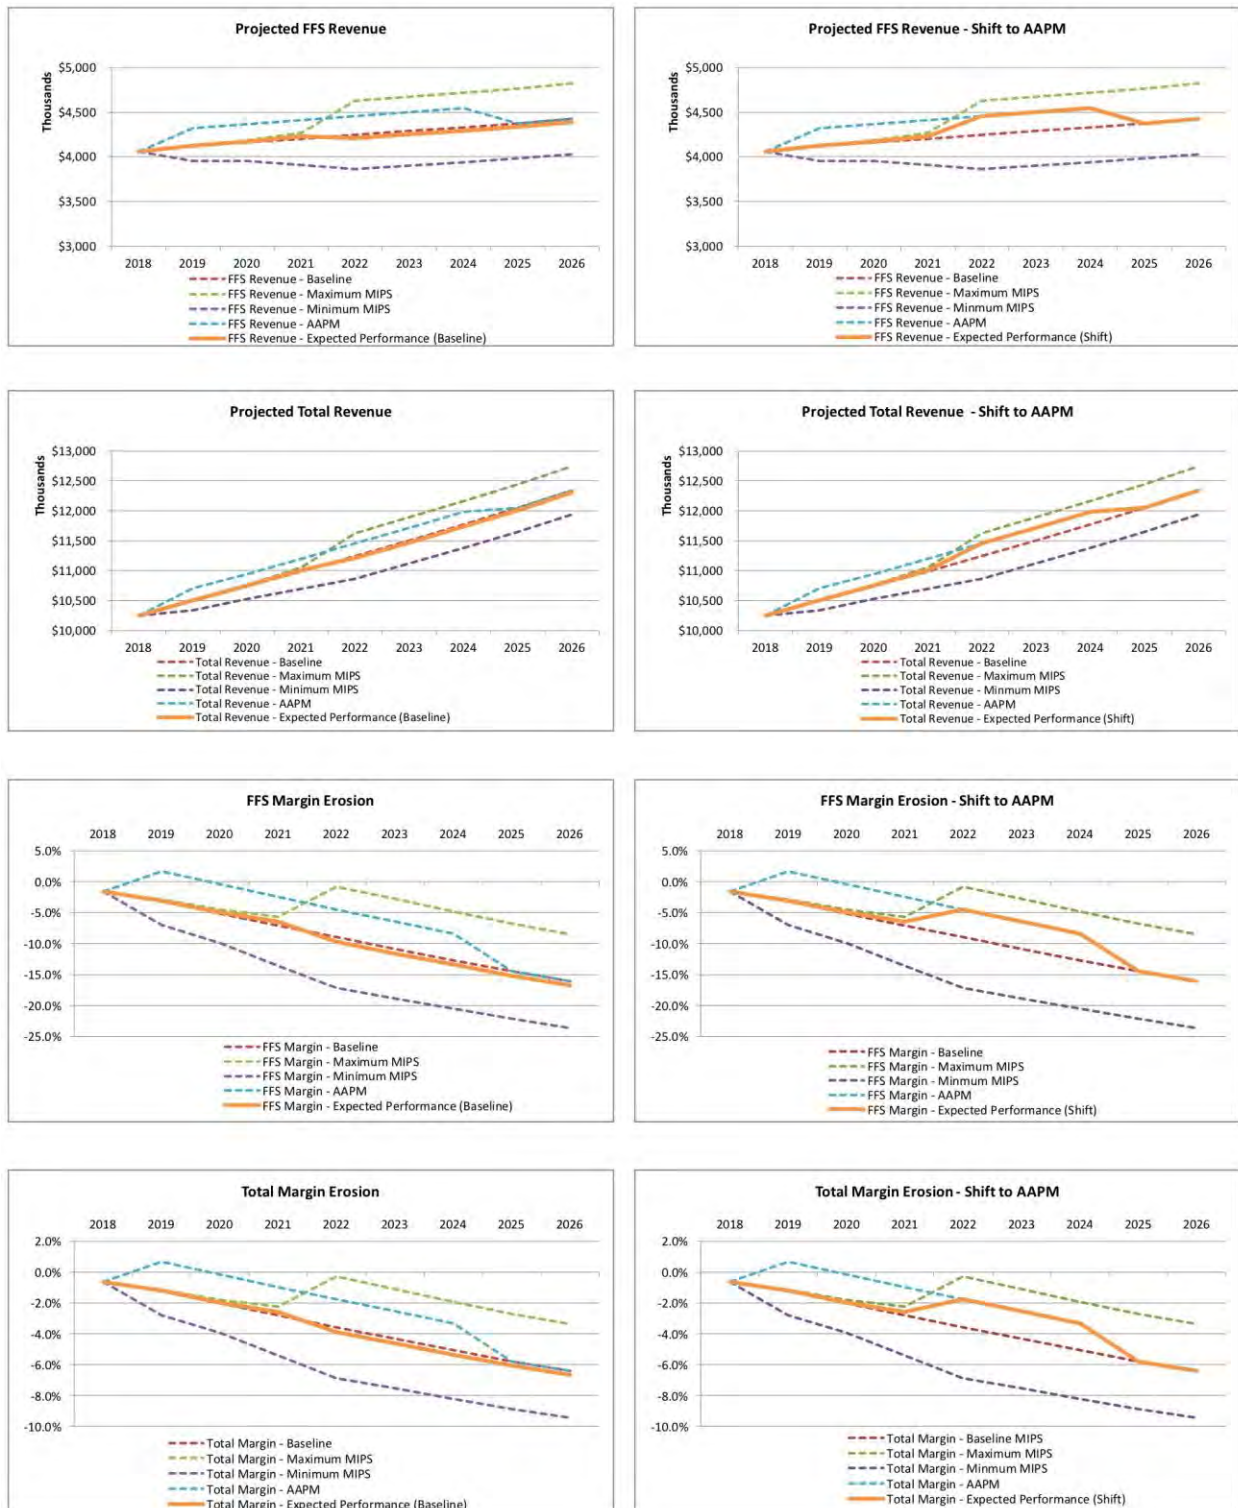 Projected FFS Revenue
Thousands
$5,000
$4,500
$4,000
$3,500
$3,000
2018 2019 2020 2021 2022 2023 2024 2025 2026
FFS Revenue - Baseline
FFS Revenue - Maximum MIPS
FFS Revenue - Minimum MIPS
FFS Revenue - AAPM
FFS Revenue - Expected Performance (Baseline)
Projected FFS Revenue - Shift to AAPM
Thousands
$5,000
$4,500
$4,000
$3,500
$3,000
2018 2019 2020 2021 2022 2023 2024 2025 2026
FFS Revenue - Baseline
FFS Revenue - Maximum MIPS
FFS Revenue - Minmum MIPS
FFS Revenue - AAPM
FFS Revenue - Expected Performance (Shift)
Projected Total Revenue
Thousands
$13,000
$12,500
$12,000
$11,500
$11,000
$10,500
$10,000
2018 2019 2020 2021 2022 2023 2024 2025 2026
Total Revenue - Baseline
Total Revenue - Maximum MIPS
Total Revenue - Minimum MIPS
Total Revenue - AAPM
Total Revenue - Expected Performance (Baseline)
Projected Total Revenue - Shift to AAPM
Thousands
$13,000
$12,500
$12,000
$11,500
$11,000
$10,500
$10,000
2018 2019 2020 2021 2022 2023 2024 2025 2026
Total Revenue - Baseline
Total Revenue - Maximum MIPS
Total Revenue - Minmum MIPS
Total Revenue - AAPM
Total Revenue - Expected Performance (Shift)
FFS Margin Erosion
2018 2019 2020 2021 2022 2023 2024 2025 2026
5.0%
0.0%
-5.0%
-10.0%
-15.0%
-20.0%
-25.0%
FFS Margin - Baseline
FFS Margin - Maximum MIPS
FFS Margin - Minimum MIPS
FFS Margin - AAPM
FFS Margin - Expected Performance (Baseline)
FFS Margin Erosion - Shift to AAPM
2018 2019 2020 2021 2022 2023 2024 2025 2026
5.0%
0.0%
-5.0%
-10.0%
-15.0%
-20.0%
-25.0%
FFS Margin - Baseline
FFS Margin - Maximum MIPS
FFS Margin - Minmum MIPS
FFS Margin - AAPM
FFS Margin - Expected Performance (Shift)
Total Margin Erosion
2018 2019 2020 2021 2022 2023 2024 2025 2026
2.0%
0.0%
-2.0%
-4.0%
-6.0%
-8.0%
-10.0%
Total Margin - Baseline
Total Margin - Maximum MIPS
Total Margin - Minimum MIPS
Total Margin - AAPM
Total Margin - Expected Performance (Baseline)
Total Margin Erosion - Shift to AAPM
2018 2019 2020 2021 2022 2023 2024 2025 2026
2.0%
0.0%
-2.0%
-4.0%
-6.0%
-8.0%
-10.0%
Total Margin - Baseline MIPS
Total Margin - Maximum MIPS
Total Margin - Minmum MIPS
Total Margin - AAPM
Total Margin - Expected Performance (Shift)